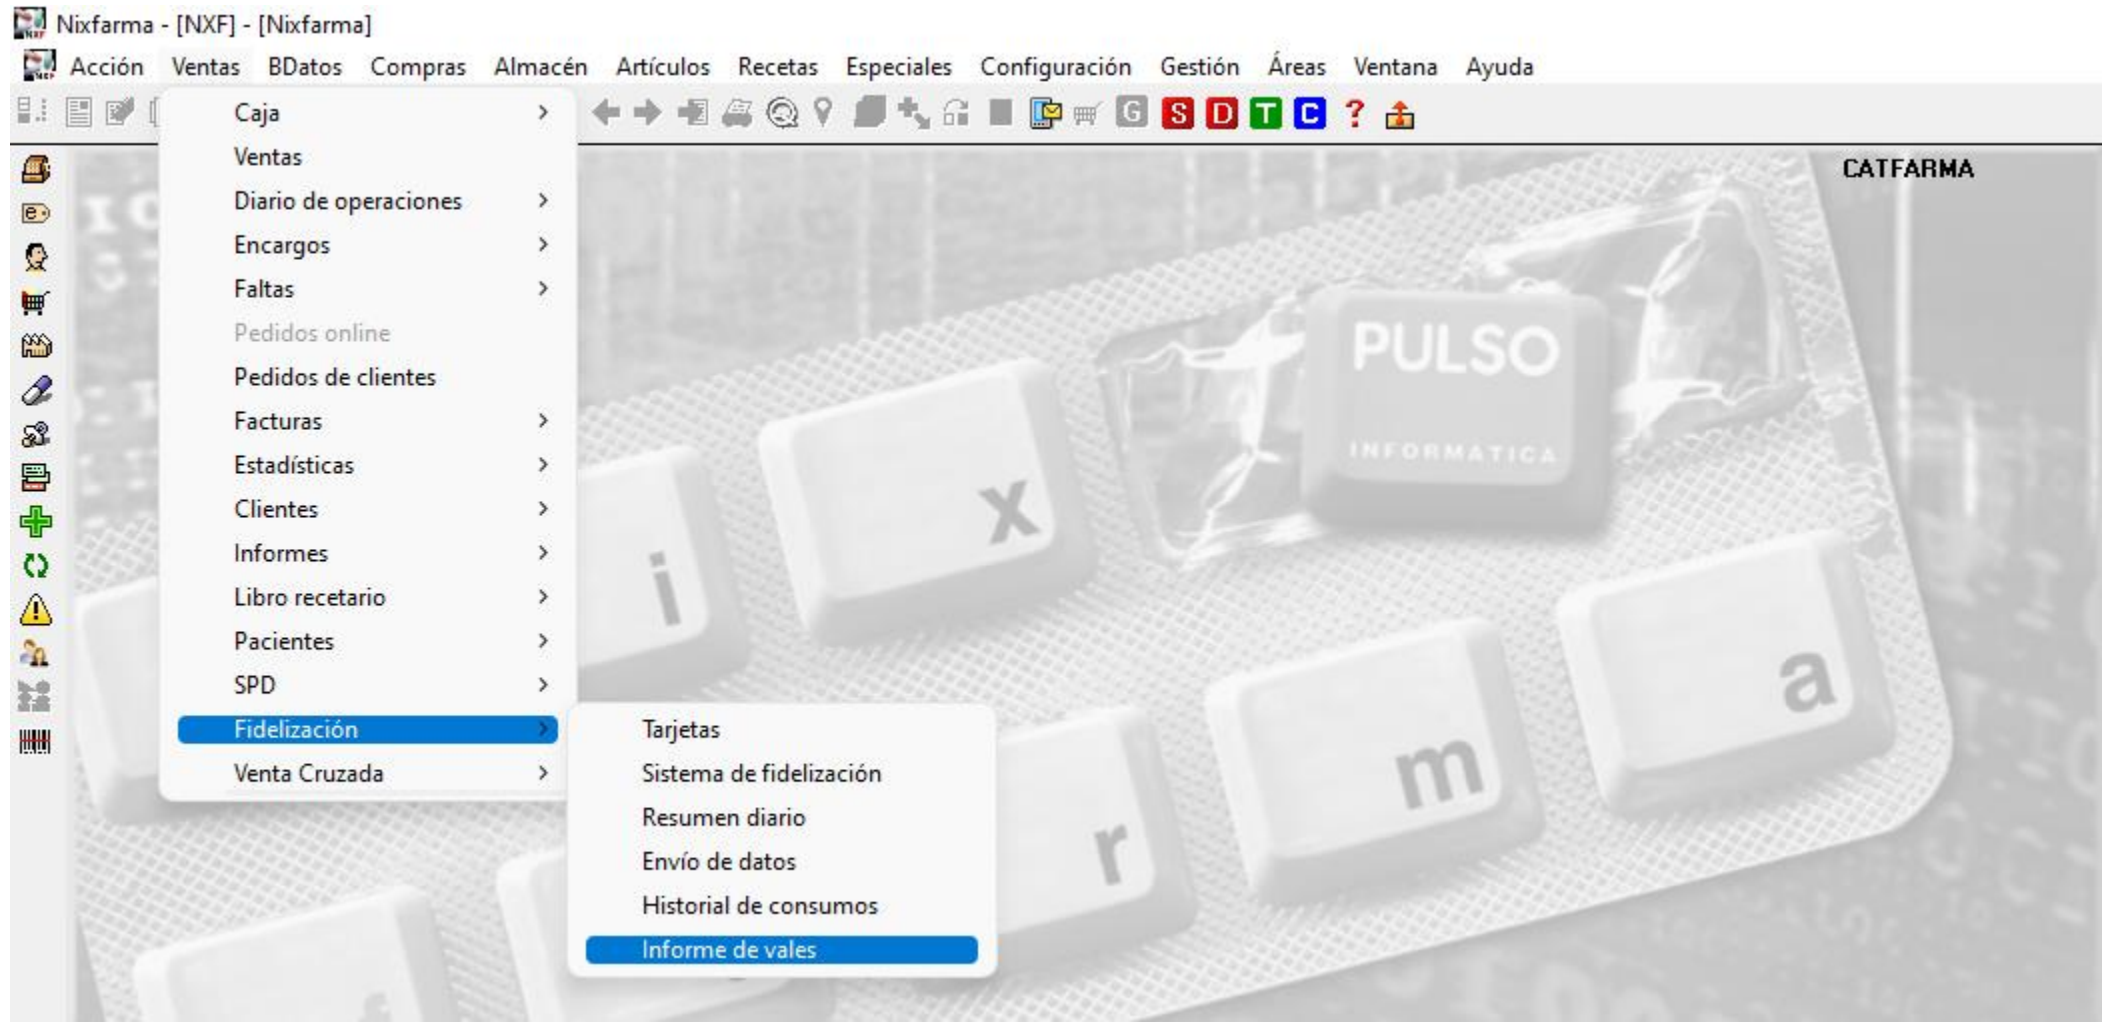 Nixfarma - [NXF] - [Nixfarma]
Acción Ventas BDatos Compras Almacén Artículos Recetas Especiales Configuración Gestión Áreas Ventana Ayuda
G S D T C ?
CATFARMA
Caja
Ventas
Diario de operaciones
Encargos
Faltas
Pedidos online
Pedidos de clientes
Facturas
Estadísticas
Clientes
Informes
Libro recetario
Pacientes
SPD
Fidelización
Venta Cruzada
Tarjetas
Sistema de fidelización
Resumen diario
Envío de datos
Historial de consumos
Informe de vales
PULSO
INFORMATICA
i x
f r m a